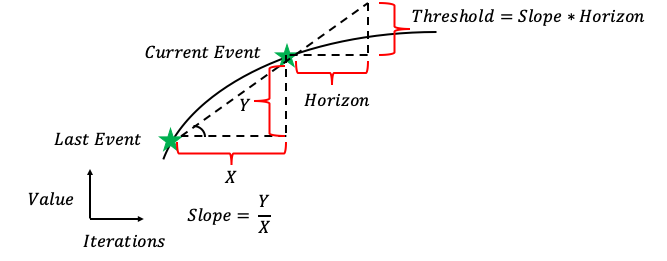 Threshold = Slope ∗ Horizon
Current Event
Y
Horizon
Last Event
X
Value
Slope = Y/X
Iterations